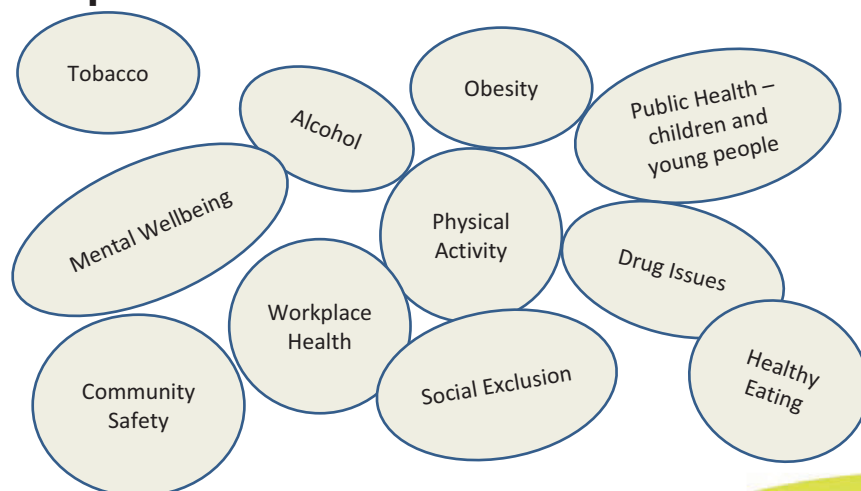 Tobacco
Alcohol
Obesity
Public Health –
children and
young people
Mental Wellbeing
Physical
Activity
Drug Issues
Workplace
Health
Community
Safety
Social Exclusion
Healthy
Eating